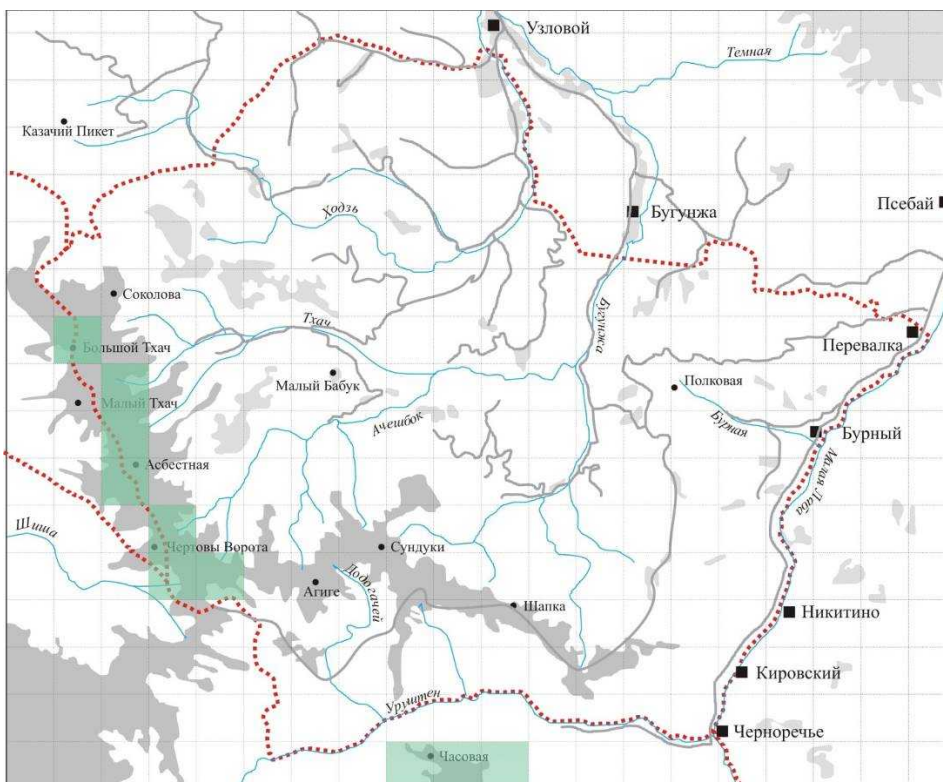 Узловой
Темная
Казачий Пикет
Псебай
Ходзь
Бугунжа
Соколова
Бугунжа
Тхач
Перевалка
Большой Тхач
Малый Бабук
Полковая
Малый Тхач
Ачешбок
Бурная
Бурный
Асбестная
Малая Лаба
Шиша
Чертовы Ворота
Сундуки
Агиге
Додогачей
Шапка
Никитино
Кировский
Уруштен
Черноречье
Часовая